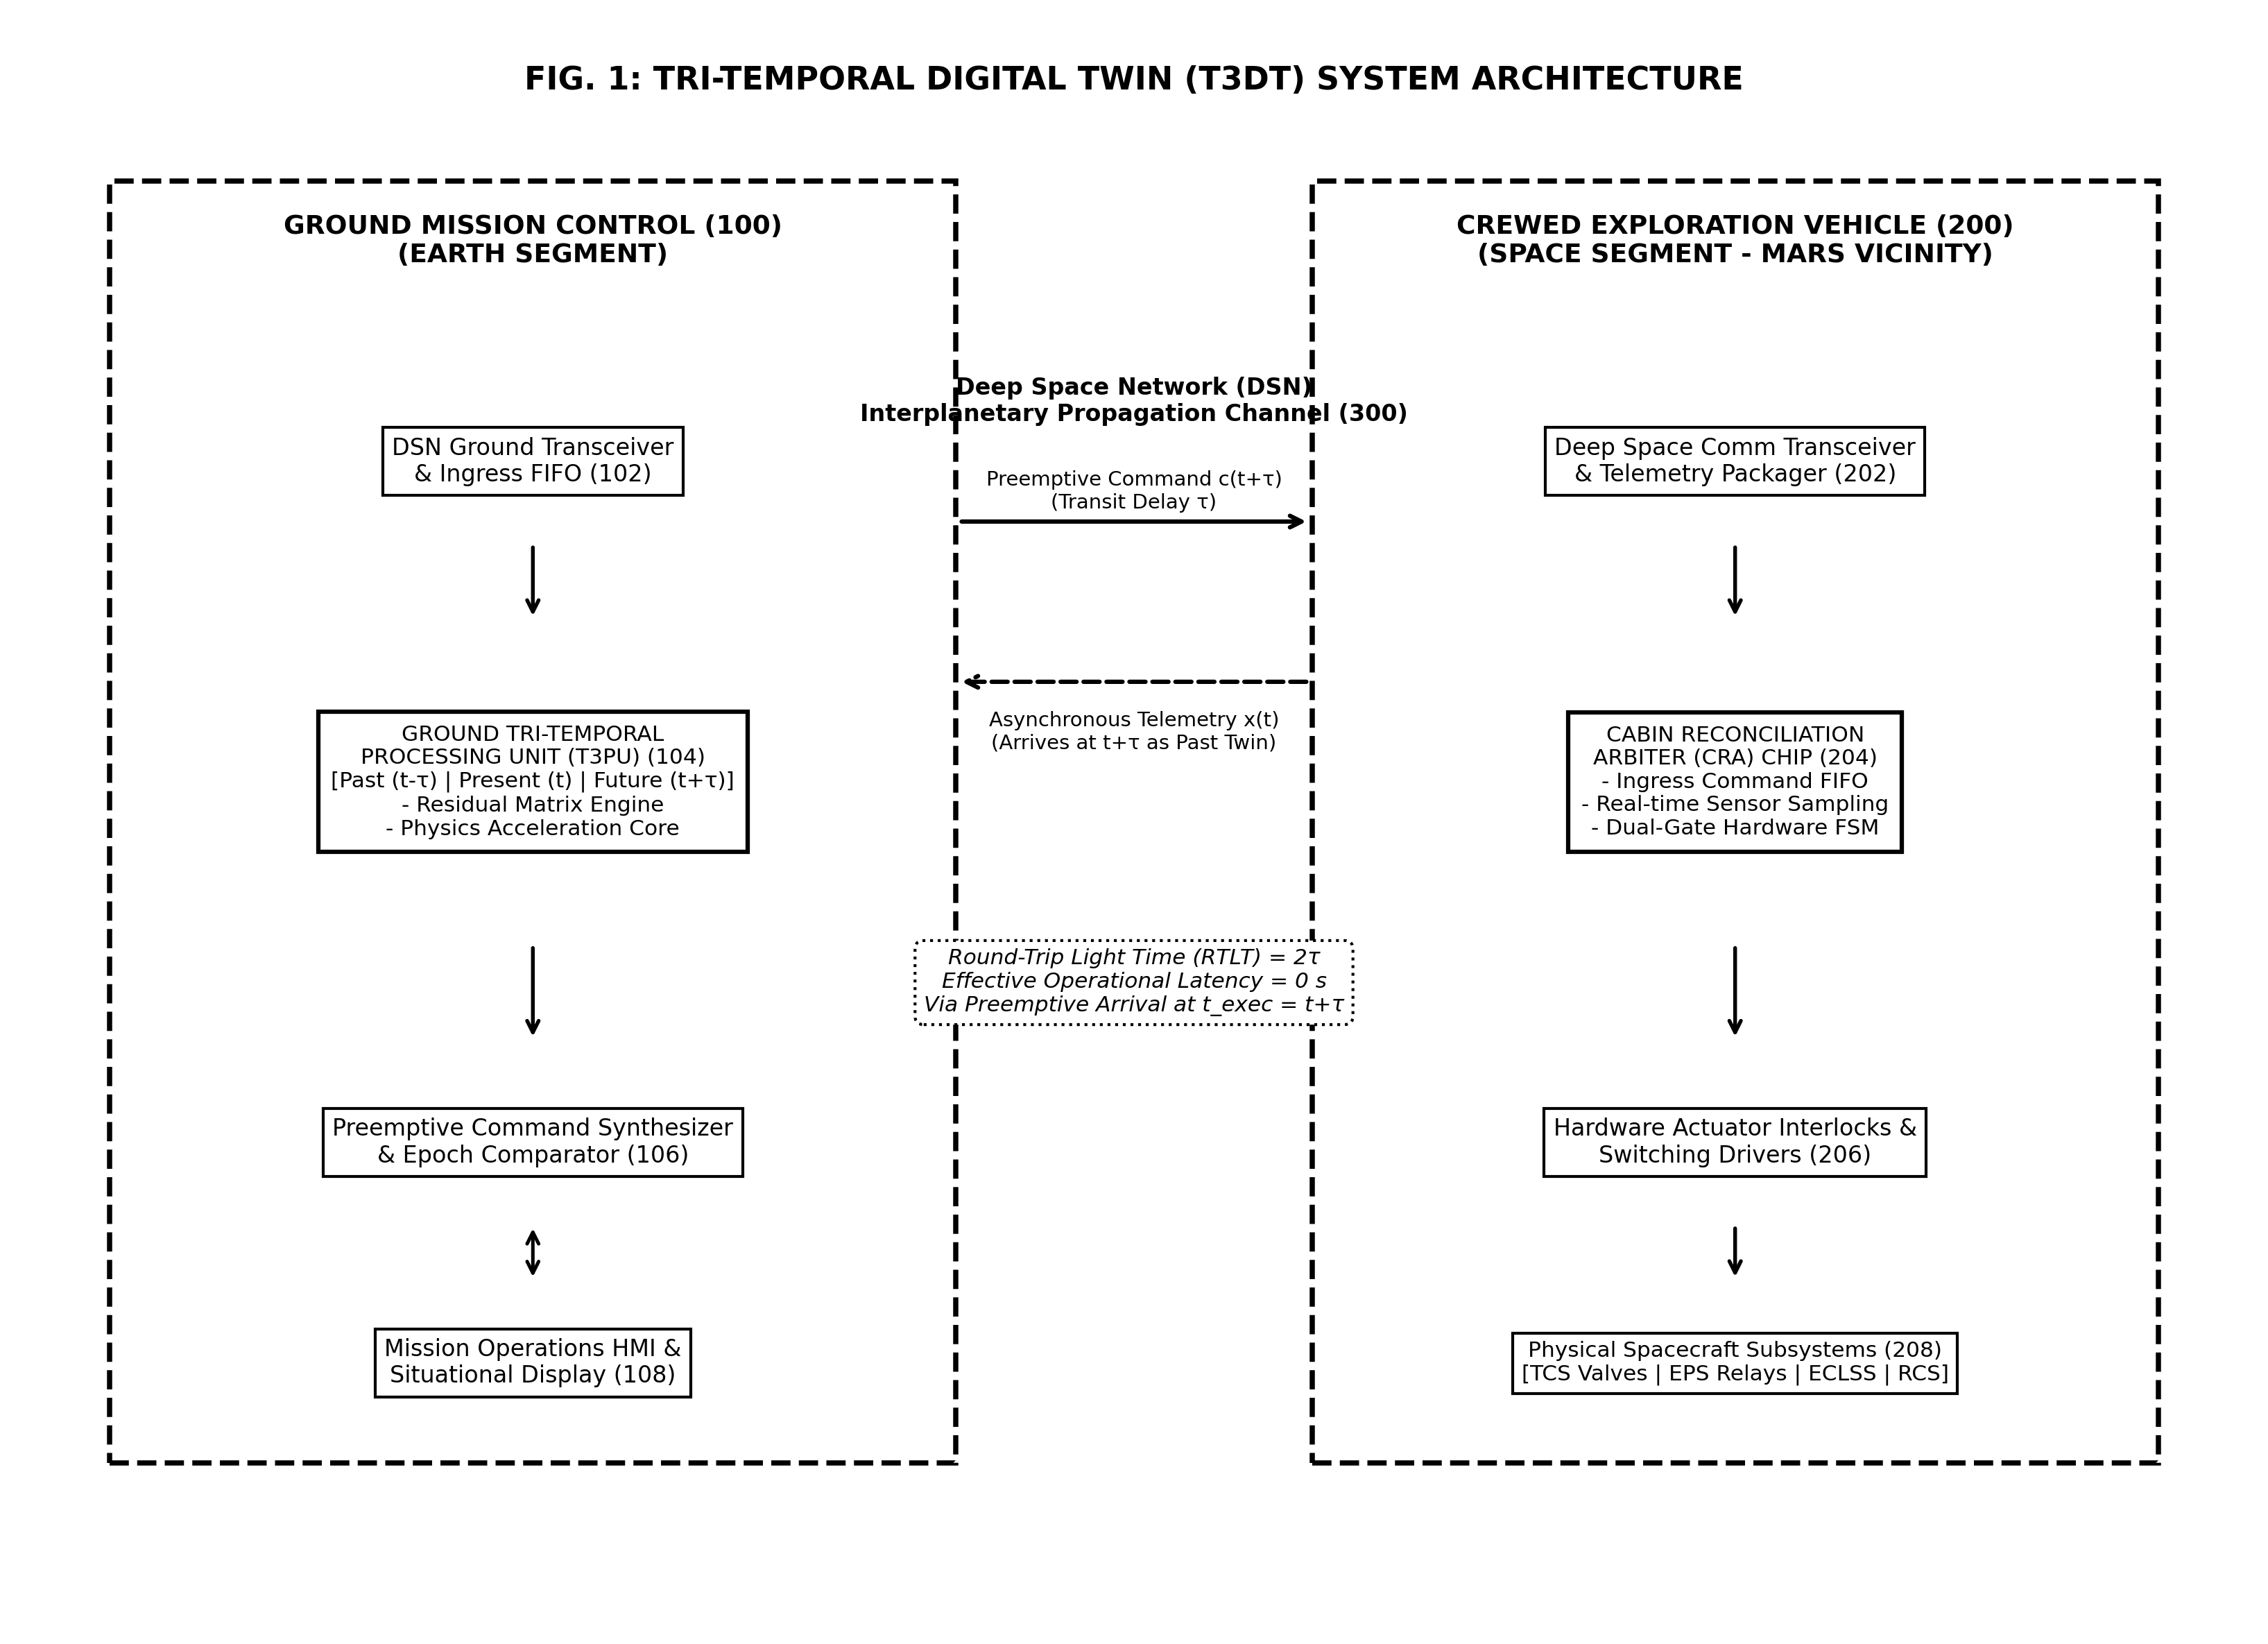 FIG. 1: TRI-TEMPORAL DIGITAL TWIN (T3DT) SYSTEM ARCHITECTURE
GROUND MISSION CONTROL (100)
(EARTH SEGMENT)
DSN Ground Transceiver
& Ingress FIFO (102)
GROUND TRI-TEMPORAL
PROCESSING UNIT (T3PU) (104)
[Past (t-τ) | Present (t) | Future (t+τ)]
- Residual Matrix Engine
- Physics Acceleration Core
Preemptive Command Synthesizer
& Epoch Comparator (106)
Mission Operations HMI &
Situational Display (108)
Deep Space Network (DSN)
Interplanetary Propagation Channel (300)
Preemptive Command c(t+τ)
(Transit Delay τ)
Asynchronous Telemetry x(t)
(Arrives at t+τ as Past Twin)
Round-Trip Light Time (RTLT) = 2τ
Effective Operational Latency = 0 s
Via Preemptive Arrival at t_exec = t+τ
CREWED EXPLORATION VEHICLE (200)
(SPACE SEGMENT - MARS VICINITY)
Deep Space Comm Transceiver
& Telemetry Packager (202)
CABIN RECONCILIATION
ARBITER (CRA) CHIP (204)
- Ingress Command FIFO
- Real-time Sensor Sampling
- Dual-Gate Hardware FSM
Hardware Actuator Interlocks &
Switching Drivers (206)
Physical Spacecraft Subsystems (208)
[TCS Valves | EPS Relays | ECLSS | RCS]